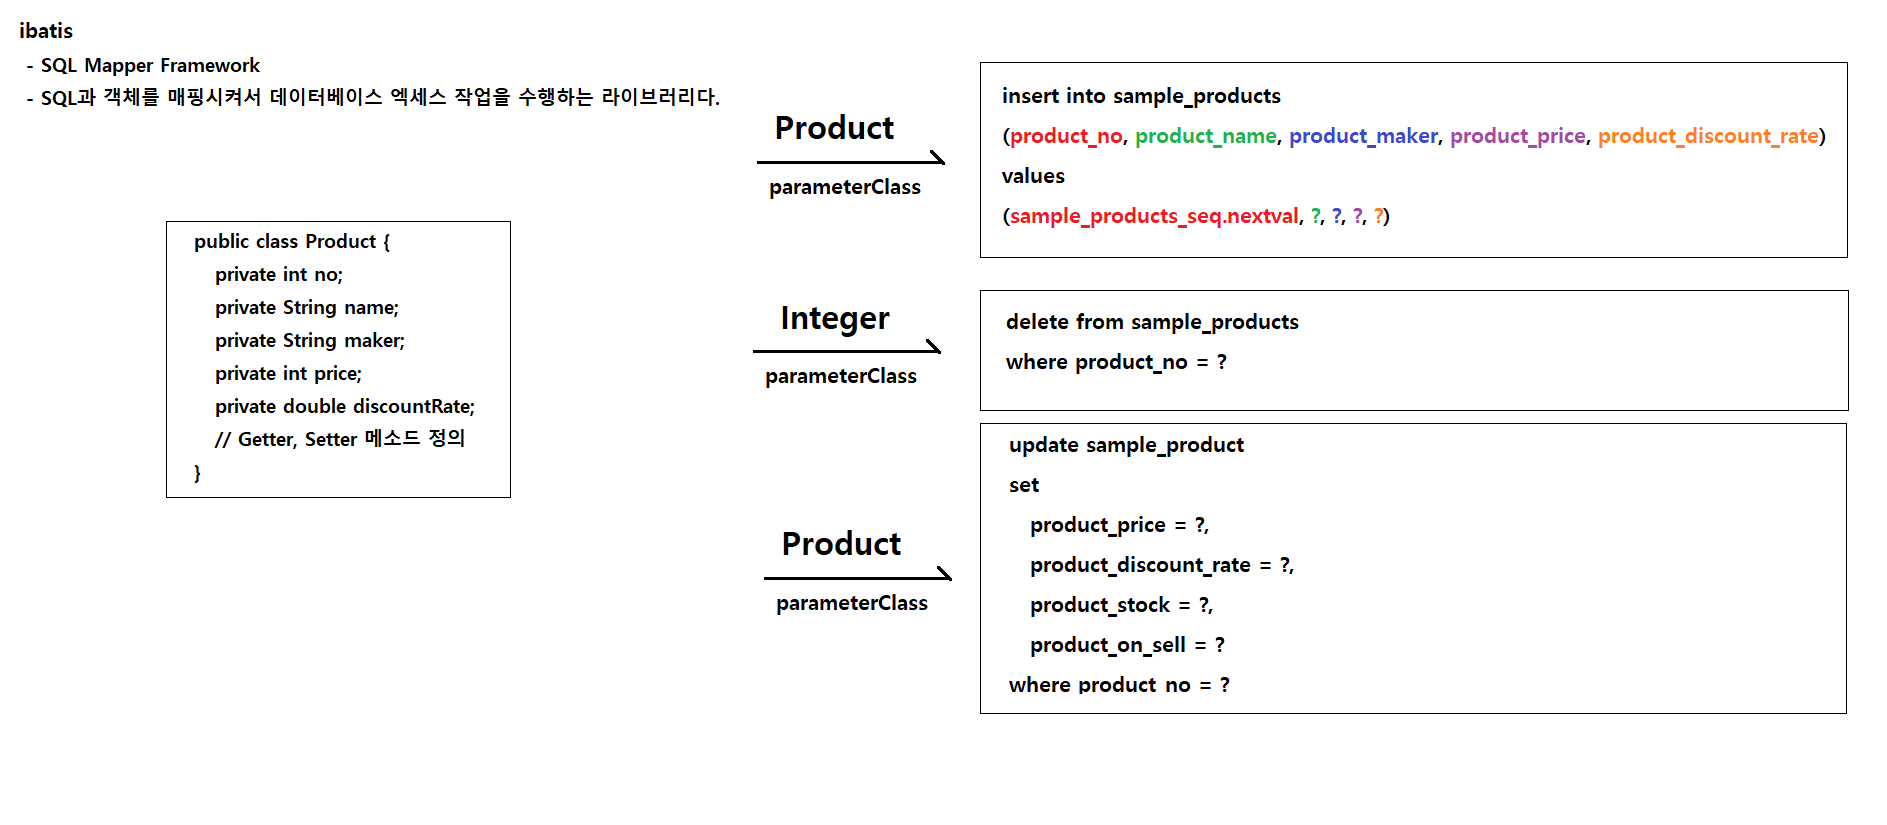 ibatis
- SQL Mapper Framework
- SQL과 객체를 매핑시켜서 데이터베이스 엑세스 작업을 수행하는 라이브러리다.
public class Product {
private int no;
private String name;
private String maker;
private int price;
private double discountRate;
// Getter, Setter 메소드 정의
}
Product
parameterClass
insert into sample_products
(product_no, product_name, product_maker, product_price, product_discount_rate)
values
(sample_products_seq.nextval, ?, ?, ?, ?)
Integer
parameterClass
delete from sample_products
where product_no = ?
Product
parameterClass
update sample_product
set
product_price = ?,
product_discount_rate = ?,
product_stock = ?,
product_on_sell = ?
where product no = ?